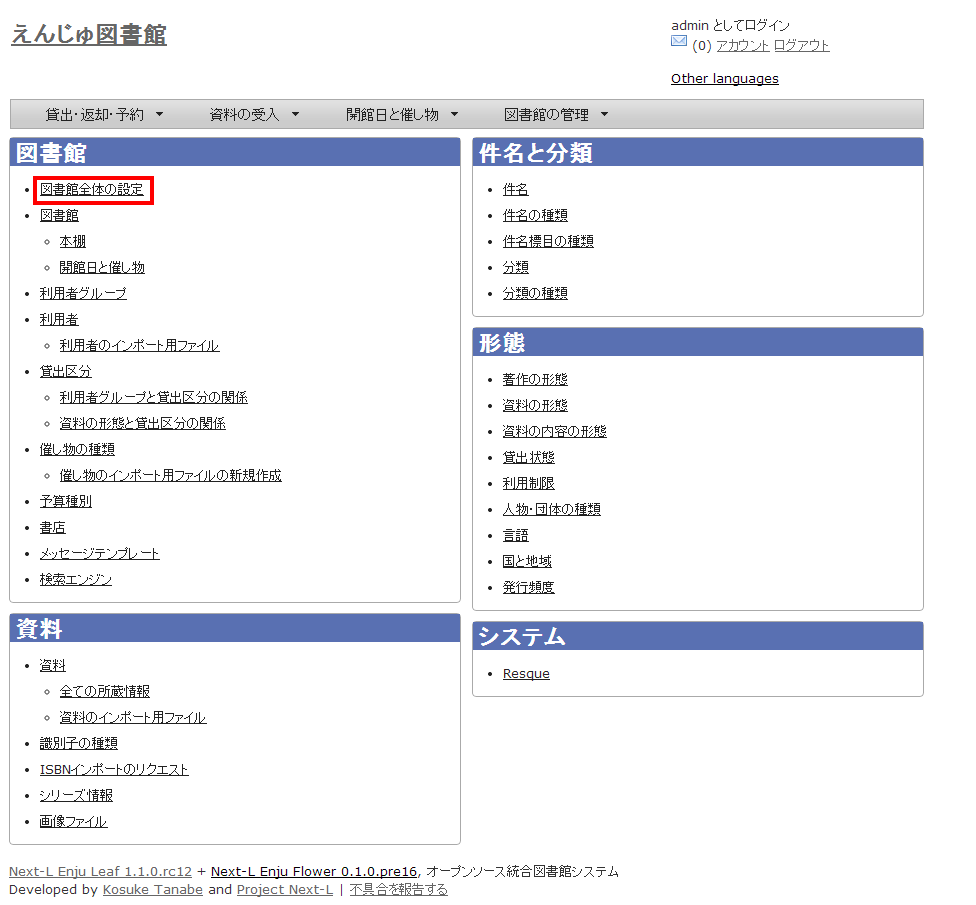 えんじゅ図書館
admin としてログイン
(0) アカウント ログアウト
Other languages
貸出・返却・予約 ▼ 資料の受入 ▼ 開館日と催し物 ▼ 図書館の管理 ▼
図書館
図書館全体の設定
図書館
本棚
開館日と催し物
利用者グループ
利用者
利用者のインポート用ファイル
貸出区分
利用者グループと貸出区分の関係
資料の形態と貸出区分の関係
催し物の種類
催し物のインポート用ファイルの新規作成
予算種別
書店
メッセージテンプレート
検索エンジン
資料
資料
全ての所蔵情報
資料のインポート用ファイル
識別子の種類
ISBNインポートのリクエスト
シリーズ情報
画像ファイル
件名と分類
件名
件名の種類
件名標目の種類
分類
分類の種類
形態
著作の形態
資料の形態
資料の内容の形態
貸出状態
利用制限
人物・団体の種類
言語
国と地域
発行頻度
システム
Resque
Next-L Enju Leaf 1.1.0.rc12 + Next-L Enju Flower 0.1.0.pre16, オープンソース統合図書館システム
Developed by Kosuke Tanabe and Project Next-L | 不具合を報告する